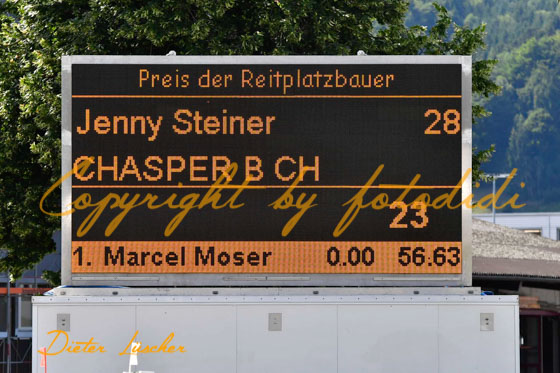 Preis der Reitplatzbauer
Jenny Steiner 28
CHASPER B CH
Copyright by fotodidi
23
1. Marcel Moser 0.00 56.63
Dieter Lüscher